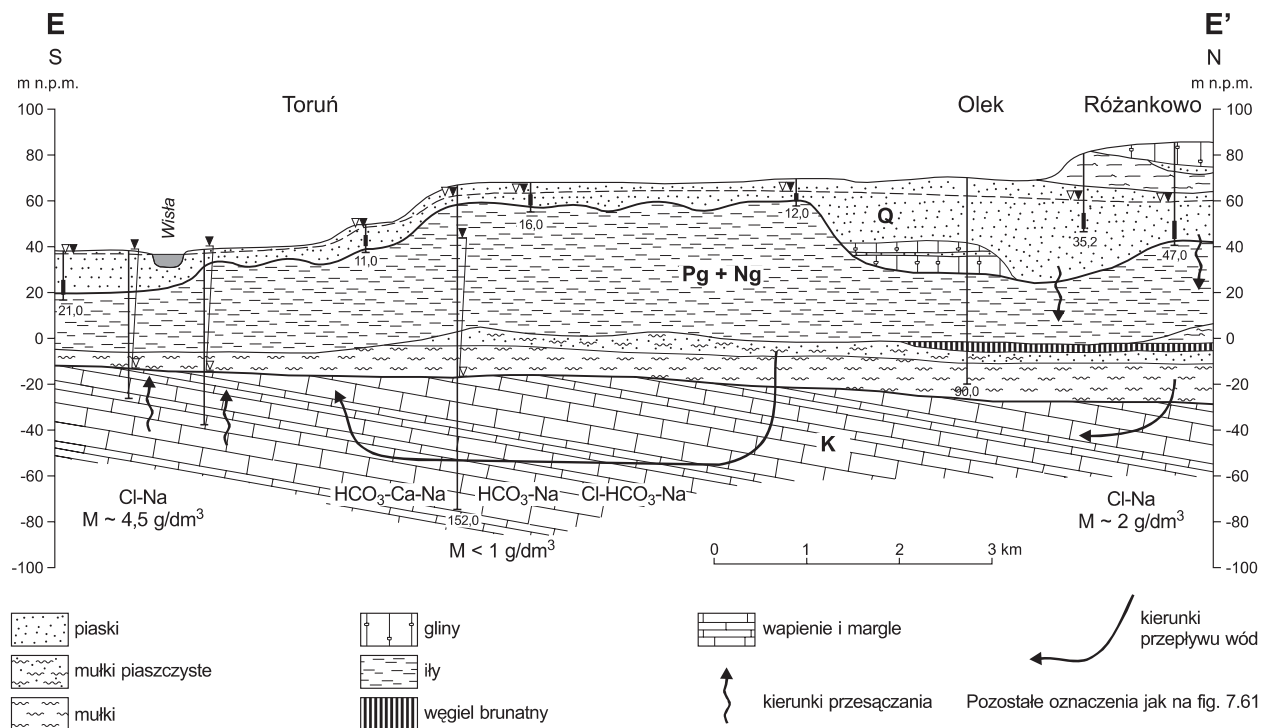 E E'
S N
m n.p.m. m n.p.m.
Toruń Olek Różankowo
100 100
80 80
60 60
40 40
20 20
0 0
-20 -20
-40 -40
-60 -60
-80 -80
-100 -100
Wisła
Q
Pg + Ng
K
21,0
11,0
16,0
12,0
35,2
47,0
90,0
152,0
Cl-Na
M ~ 4,5 g/dm³
HCO₃-Ca-Na HCO₃-Na Cl-HCO₃-Na
M < 1 g/dm³
Cl-Na
M ~ 2 g/dm³
0 1 2 3 km
piaski
mułki piaszczyste
mułki
gliny
iły
węgiel brunatny
wapienie i margle
kierunki przesączania
kierunki
przepływu wód
Pozostałe oznaczenia jak na fig. 7.61